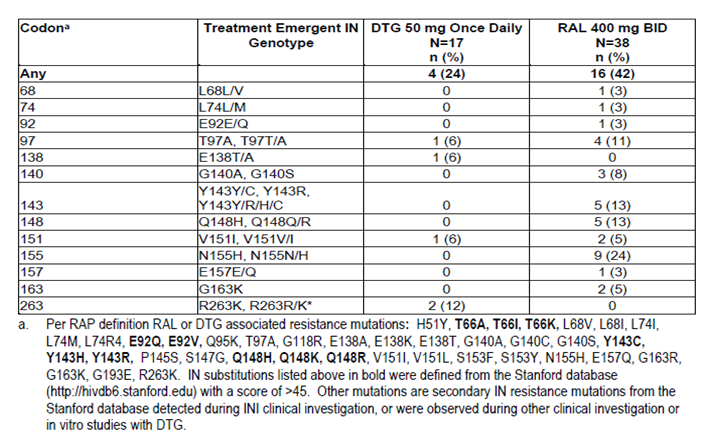 Codonᵃ Treatment Emergent IN Genotype DTG 50 mg Once Daily N=17 n (%) RAL 400 mg BID N=38 n (%)
Any 4 (24) 16 (42)
68 L68L/V 0 1 (3)
74 L74L/M 0 1 (3)
92 E92E/Q 0 1 (3)
97 T97A, T97T/A 1 (6) 4 (11)
138 E138T/A 1 (6) 0
140 G140A, G140S 0 3 (8)
143 Y143Y/C, Y143R, Y143Y/R/H/C 0 5 (13)
148 Q148H, Q148Q/R 0 5 (13)
151 V151I, V151V/I 1 (6) 2 (5)
155 N155H, N155N/H 0 9 (24)
157 E157E/Q 0 1 (3)
163 G163K 0 2 (5)
263 R263K, R263R/K* 2 (12) 0
a. Per RAP definition RAL or DTG associated resistance mutations: H51Y, T66A, T66I, T66K, L68V, L68I, L74I,
L74M, L74R4, E92Q, E92V, Q95K, T97A, G118R, E138A, E138K, E138T, G140A, G140C, G140S, Y143C,
Y143H, Y143R, P145S, S147G, Q148H, Q148K, Q148R, V151I, V151L, S153F, S153Y, N155H, E157Q, G163R,
G163K, G193E, R263K. IN substitutions listed above in bold were defined from the Stanford database
(http://hivdb6.stanford.edu) with a score of >45. Other mutations are secondary IN resistance mutations from the
Stanford database detected during INI clinical investigation, or were observed during other clinical investigation or
in vitro studies with DTG.